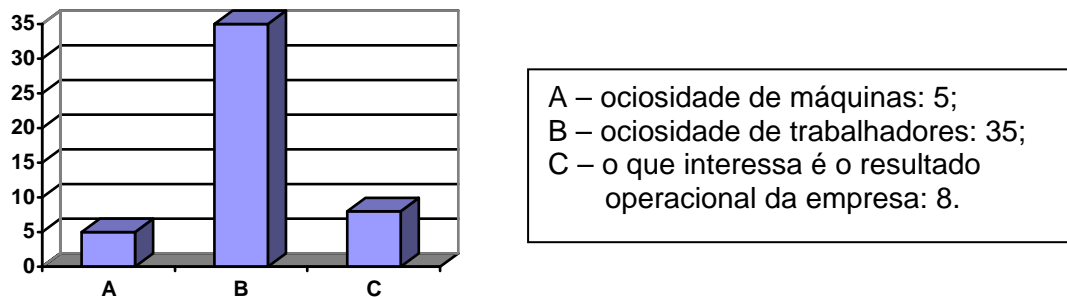 35
30
25
20
15
10
5
0
A B C
A – ociosidade de máquinas: 5;
B – ociosidade de trabalhadores: 35;
C – o que interessa é o resultado
operacional da empresa: 8.